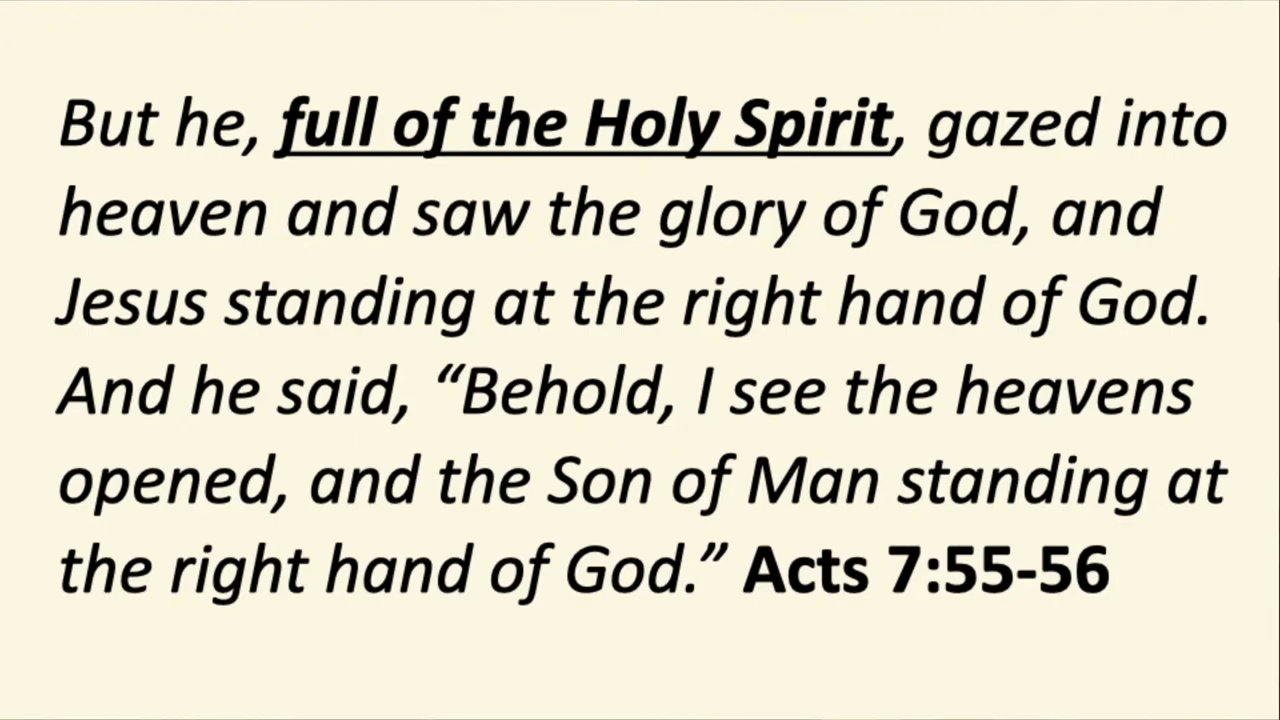 But he, full of the Holy Spirit, gazed into
heaven and saw the glory of God, and
Jesus standing at the right hand of God.
And he said, “Behold, I see the heavens
opened, and the Son of Man standing at
the right hand of God.” Acts 7:55-56